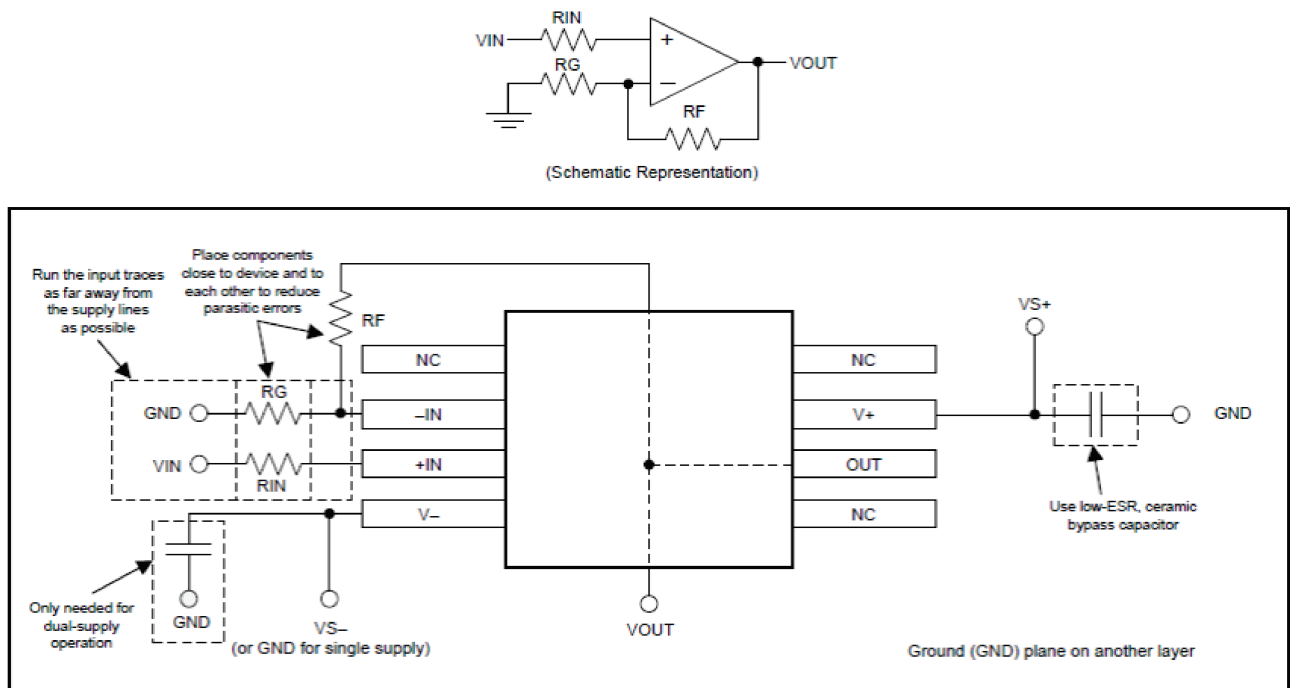 RIN
VIN
+
RG
VOUT
–
RF
(Schematic Representation)
Run the input traces
as far away from
the supply lines
as possible
Place components
close to device and to
each other to reduce
parasitic errors
RF
VS+
NC
NC
RG
GND
–IN
V+
GND
VIN
+IN
OUT
RIN
V–
NC
Use low-ESR, ceramic
bypass capacitor
Only needed for
dual-supply
operation
GND
VS–
(or GND for single supply)
VOUT
Ground (GND) plane on another layer